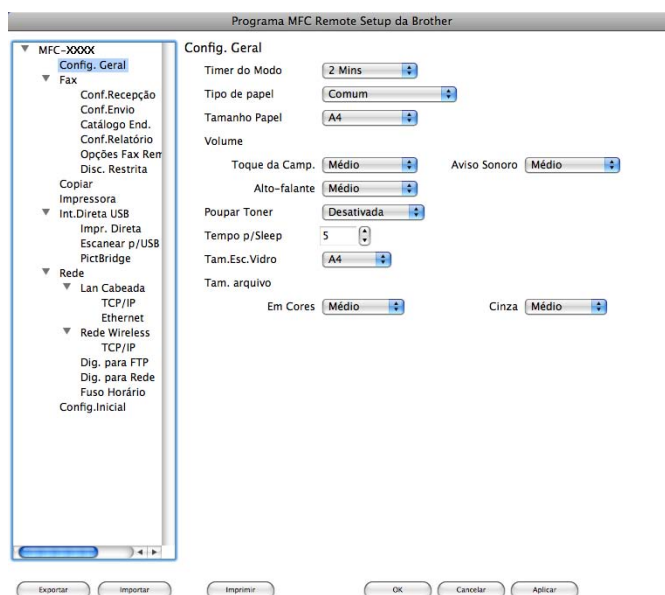 Programa MFC Remote Setup da Brother
MFC-XXXX
Config. Geral
Fax
Conf.Recepção
Conf.Envio
Catálogo End.
Conf.Relatório
Opções Fax Rem
Disc. Restrita
Copiar
Impressora
Int.Direta USB
Impr. Direta
Escanear p/USB
PictBridge
Rede
Lan Cabeada
TCP/IP
Ethernet
Rede Wireless
TCP/IP
Dig. para FTP
Dig. para Rede
Fuso Horário
Config.Inicial
Config. Geral
Timer do Modo 2 Mins
Tipo de papel Comum
Tamanho Papel A4
Volume
Toque da Camp. Médio Aviso Sonoro Médio
Alto-falante Médio
Poupar Toner Desativada
Tempo p/Sleep 5
Tam.Esc.Vidro A4
Tam. arquivo
Em Cores Médio Cinza Médio
Exportar Importar Imprimir OK Cancelar Aplicar